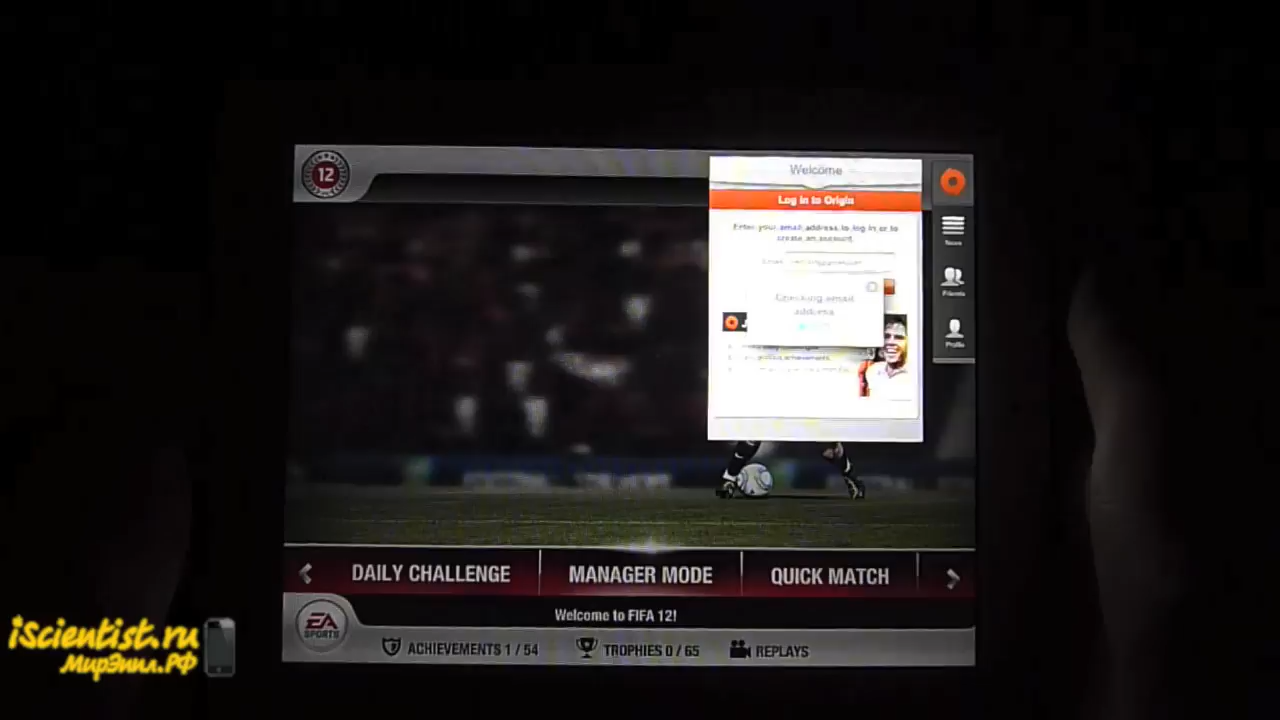 12
Welcome
Log in to Origin
Enter your email address to log in or to
create an account.
Email
Checking email
address
News
Friends
Profile
DAILY CHALLENGE
MANAGER MODE
QUICK MATCH
Welcome to FIFA 12!
EA
SPORTS
ACHIEVEMENTS 1 / 54
TROPHIES 0 / 65
REPLAYS
iScientist.ru
МирЭпил.РФ